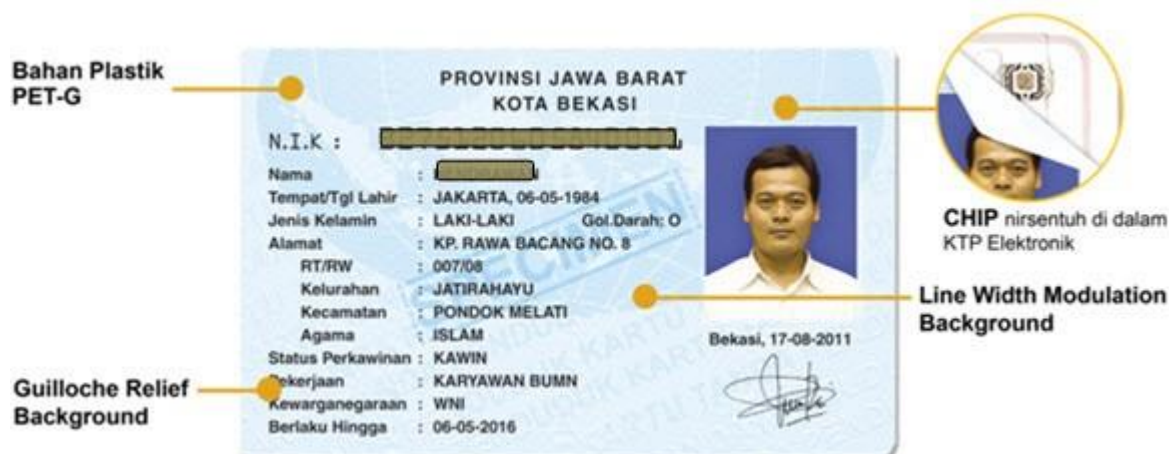 Bahan Plastik
PET-G
PROVINSI JAWA BARAT
KOTA BEKASI
N.I.K :
Nama :
Tempat/Tgl Lahir : JAKARTA, 06-05-1984
Jenis Kelamin : LAKI-LAKI Gol.Darah; O
Alamat : KP. RAWA BACANG NO. 8
RT/RW : 007/08
Kelurahan : JATIRAHAYU
Kecamatan : PONDOK MELATI
Agama : ISLAM
Status Perkawinan : KAWIN
Pekerjaan : KARYAWAN BUMN
Kewarganegaraan : WNI
Berlaku Hingga : 06-05-2016
SPECIMEN
Bekasi, 17-08-2011
CHIP nirsentuh di dalam
KTP Elektronik
Line Width Modulation
Background
Guilloche Relief
Background